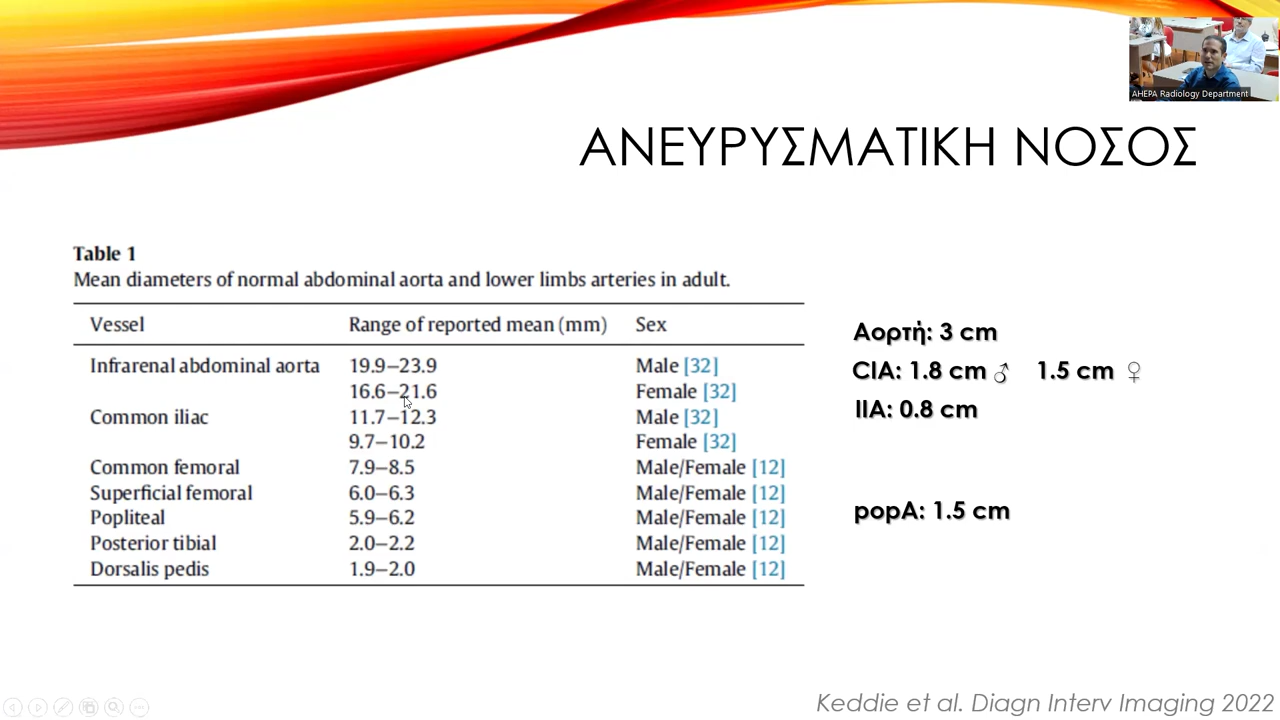 AHEPA Radiology Department
ΑΝΕΥΡΥΣΜΑΤΙΚΗ ΝΟΣΟΣ
Table 1
Mean diameters of normal abdominal aorta and lower limbs arteries in adult.
Vessel Range of reported mean (mm) Sex
Infrarenal abdominal aorta 19.9–23.9 Male [32]
16.6–21.6 Female [32]
Common iliac 11.7–12.3 Male [32]
9.7–10.2 Female [32]
Common femoral 7.9–8.5 Male/Female [12]
Superficial femoral 6.0–6.3 Male/Female [12]
Popliteal 5.9–6.2 Male/Female [12]
Posterior tibial 2.0–2.2 Male/Female [12]
Dorsalis pedis 1.9–2.0 Male/Female [12]
Αορτή: 3 cm
CIA: 1.8 cm ♂ 1.5 cm ♀
IIA: 0.8 cm
popA: 1.5 cm
Keddie et al. Diagn Interv Imaging 2022